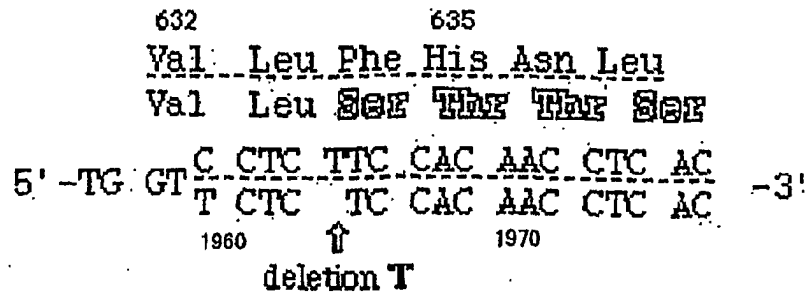 632 635
Val Leu Phe His Asn Leu
Val Leu Ser Thr Thr Ser
C CTC TTC CAC AAC CTC AC
5' -TG GT -3'
T CTC TC CAC AAC CTC AC
1960 1970
deletion T